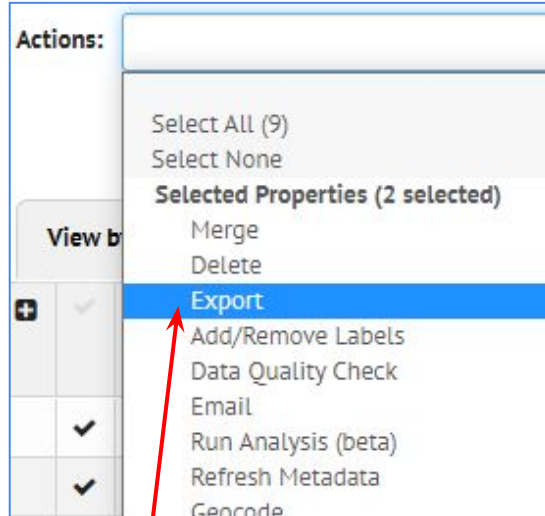 Actions:
Select All (9)
Select None
Selected Properties (2 selected)
Merge
View b
Delete
Export
Add/Remove Labels
Data Quality Check
Email
Run Analysis (beta)
Refresh Metadata
Geocode